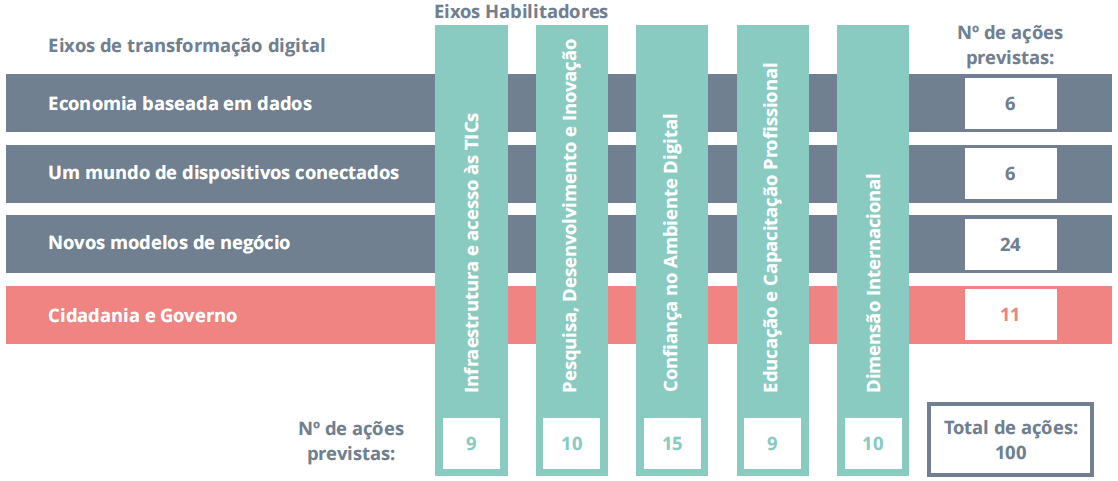 Eixos Habilitadores
Eixos de transformação digital
Nº de ações
previstas:
Economia baseada em dados
6
Um mundo de dispositivos conectados
6
Novos modelos de negócio
24
Cidadania e Governo
11
Infraestrutura e acesso às TICs
Pesquisa, Desenvolvimento e Inovação
Confiança no Ambiente Digital
Educação e Capacitação Profissional
Dimensão Internacional
Nº de ações
previstas:
9
10
15
9
10
Total de ações:
100